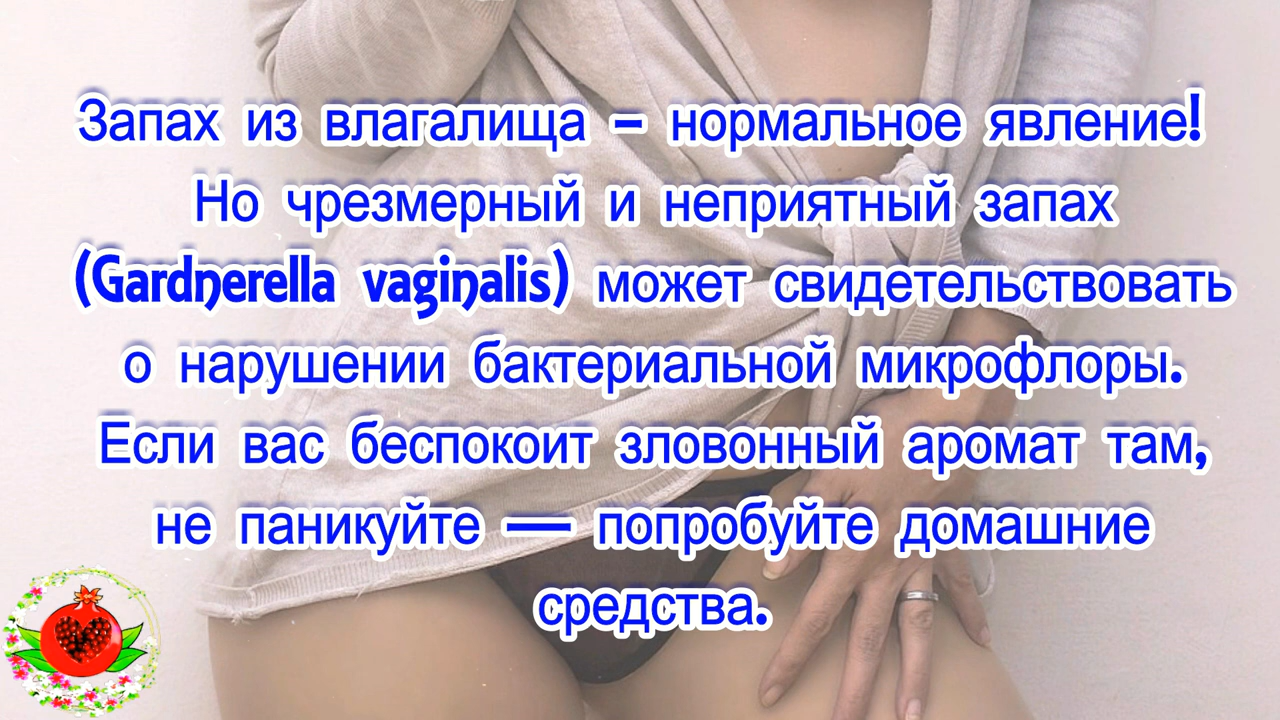 Запах из влагалища – нормальное явление!
Но чрезмерный и неприятный запах
(Gardnerella vaginalis) может свидетельствовать
о нарушении бактериальной микрофлоры.
Если вас беспокоит зловонный аромат там,
не паникуйте — попробуйте домашние
средства.